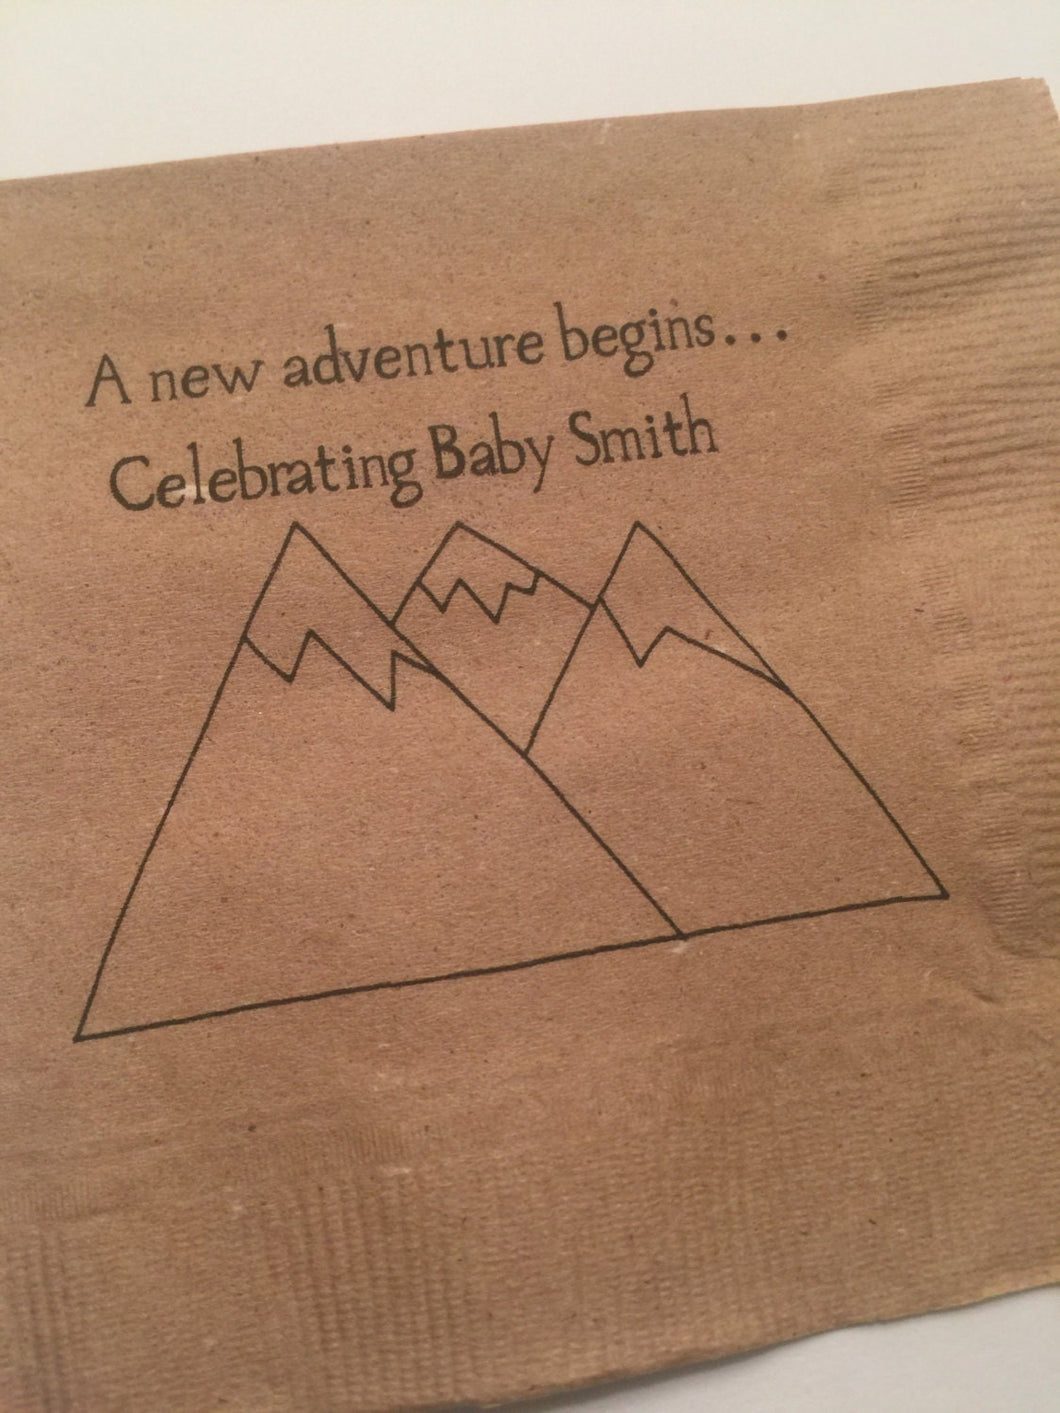 A new adventure begins...
Celebrating Baby Smith